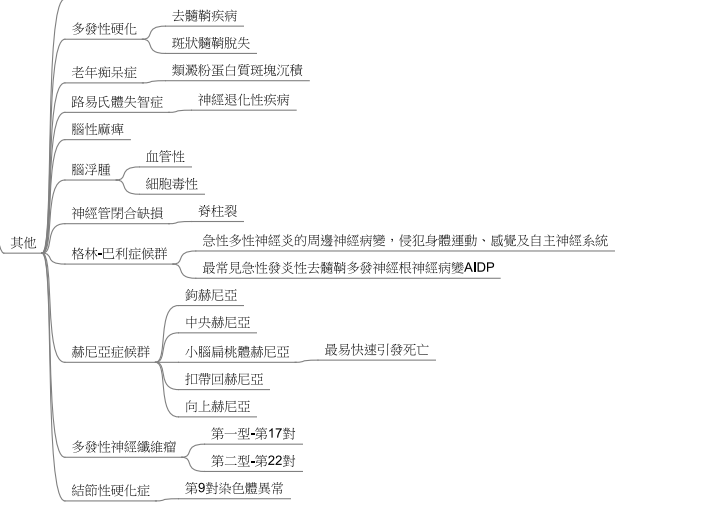 去髓鞘疾病
多發性硬化
斑狀髓鞘脫失
老年痴呆症
類澱粉蛋白質斑塊沉積
路易氏體失智症
神經退化性疾病
腦性麻痺
血管性
腦浮腫
細胞毒性
神經管閉合缺損
脊柱裂
其他
急性多性神經炎的周邊神經病變，侵犯身體運動、感覺及自主神經系統
格林-巴利症候群
最常見急性發炎性去髓鞘多發神經根神經病變AIDP
鉤赫尼亞
中央赫尼亞
赫尼亞症候群
小腦扁桃體赫尼亞
最易快速引發死亡
扣帶回赫尼亞
向上赫尼亞
第一型-第17對
多發性神經纖維瘤
第二型-第22對
結節性硬化症
第9對染色體異常